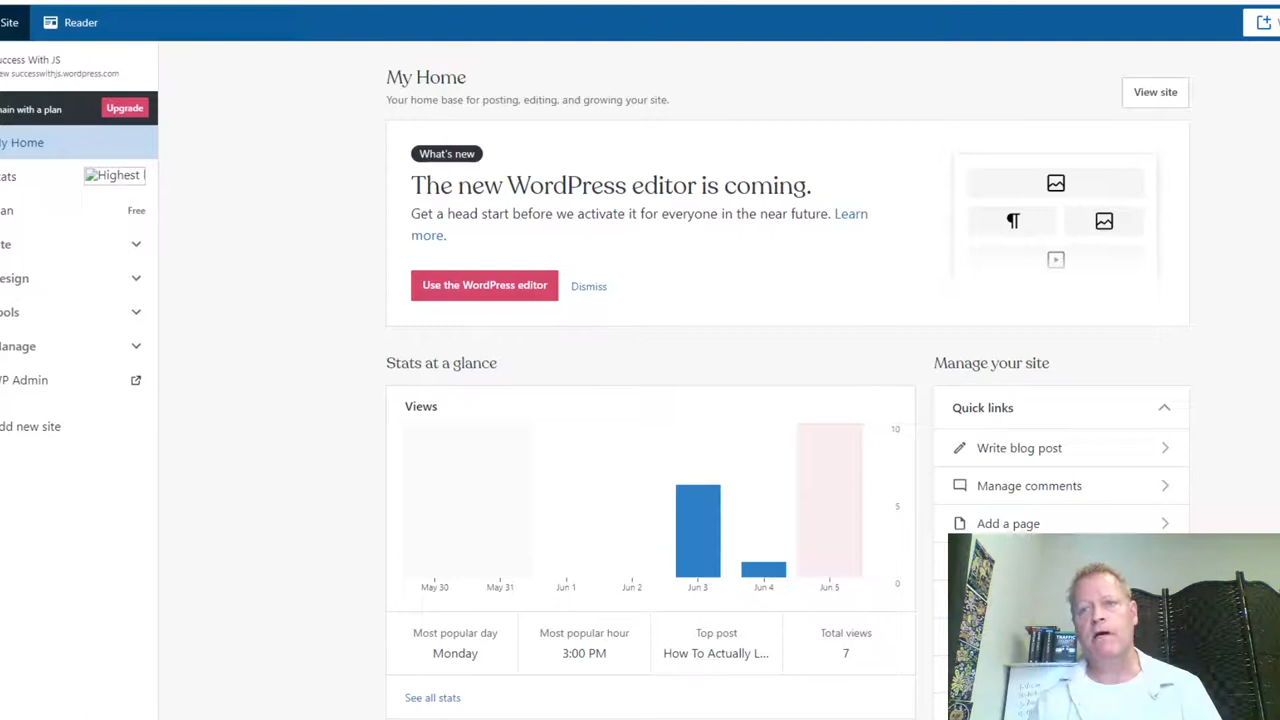 Site
Reader
uccess With JS
ew successwithjs.wordpress.com
ain with a plan
Upgrade
y Home
tats
Highest
an
Free
te
esign
ols
anage
P Admin
dd new site
My Home
Your home base for posting, editing, and growing your site.
View site
What's new
The new WordPress editor is coming.
Get a head start before we activate it for everyone in the near future. Learn
more.
Use the WordPress editor
Dismiss
Stats at a glance
Views
10
5
0
May 30
May 31
Jun 1
Jun 2
Jun 3
Jun 4
Jun 5
Most popular day
Monday
Most popular hour
3:00 PM
Top post
How To Actually L...
Total views
7
See all stats
Manage your site
Quick links
Write blog post
Manage comments
Add a page
TRAFFIC